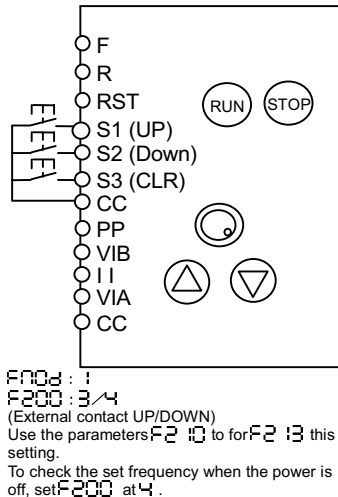 F
R
RST
S1 (UP)
S2 (Down)
S3 (CLR)
CC
PP
VIB
II
VIA
CC
RUN
STOP
FNOd : 1
F200 : 3/4
(External contact UP/DOWN)
Use the parameters F210 to for F213 this
setting.
To check the set frequency when the power is
off, set F200 at 4 .